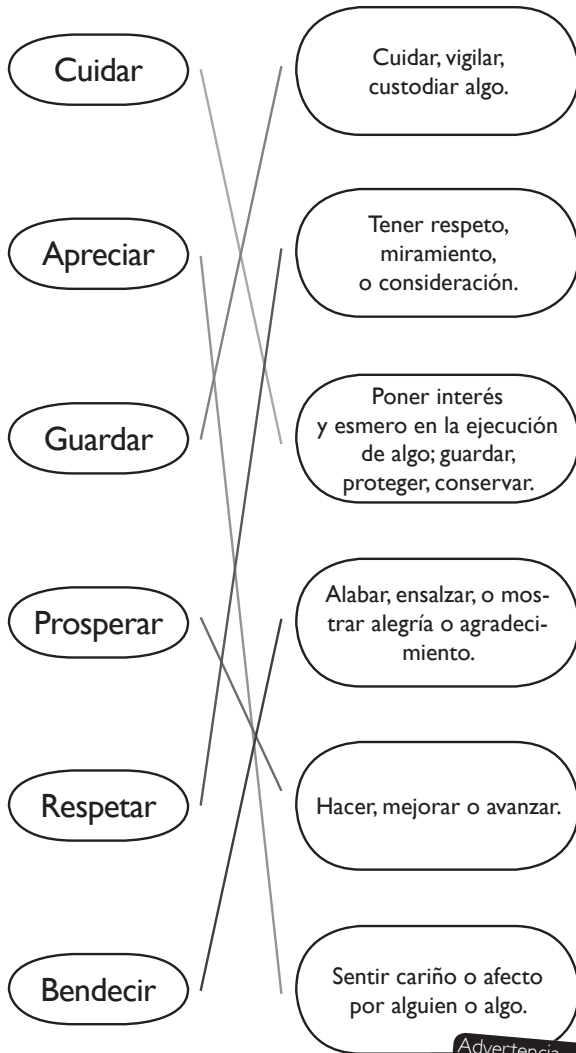 Cuidar
Cuidar, vigilar,
custodiar algo.
Apreciar
Tener respeto,
miramiento,
o consideración.
Guardar
Poner interés
y esmero en la ejecución
de algo; guardar,
proteger, conservar.
Prosperar
Alabar, ensalzar, o mos-
trar alegría o agradeci-
miento.
Respetar
Hacer, mejorar o avanzar.
Bendecir
Sentir cariño o afecto
por alguien o algo.
Advertencia